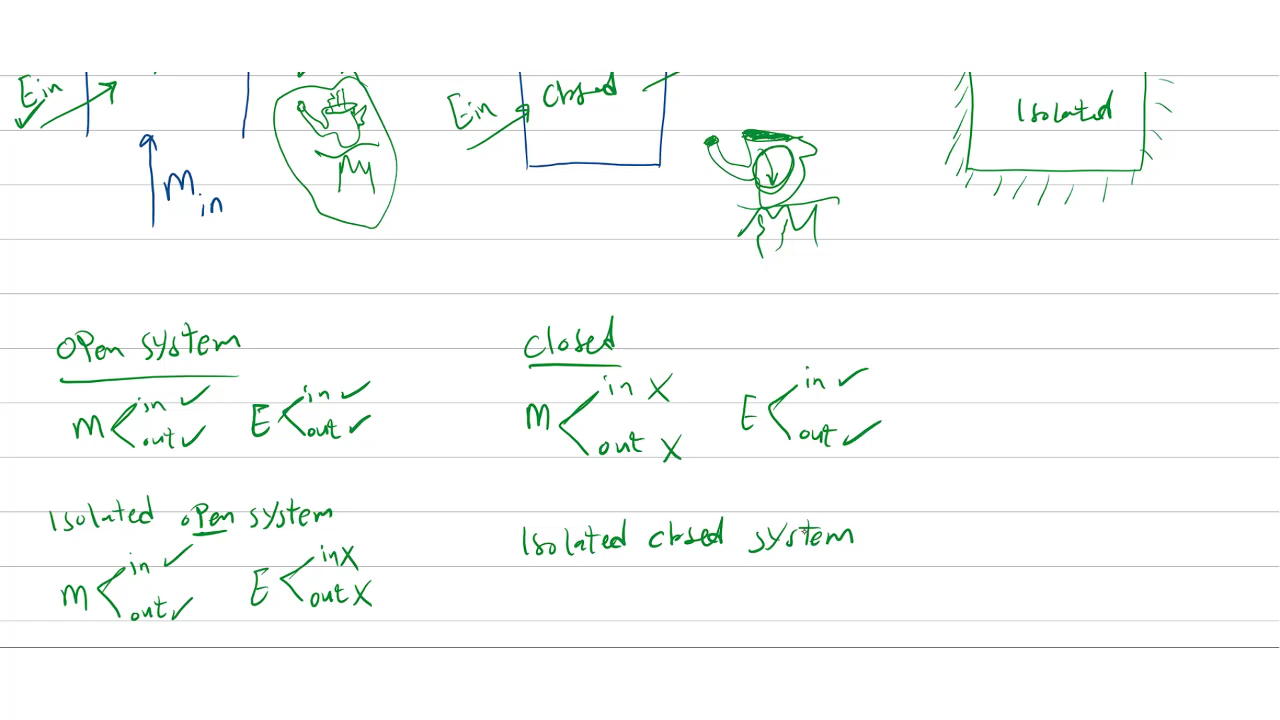 Ein
Min
Ein
Closed
Isolated
open system
M in ✓ out ✓
E in ✓ out ✓
closed
M in X out X
E in ✓ out ✓
Isolated open system
M in ✓ out ✓
E in X out X
Isolated closed system